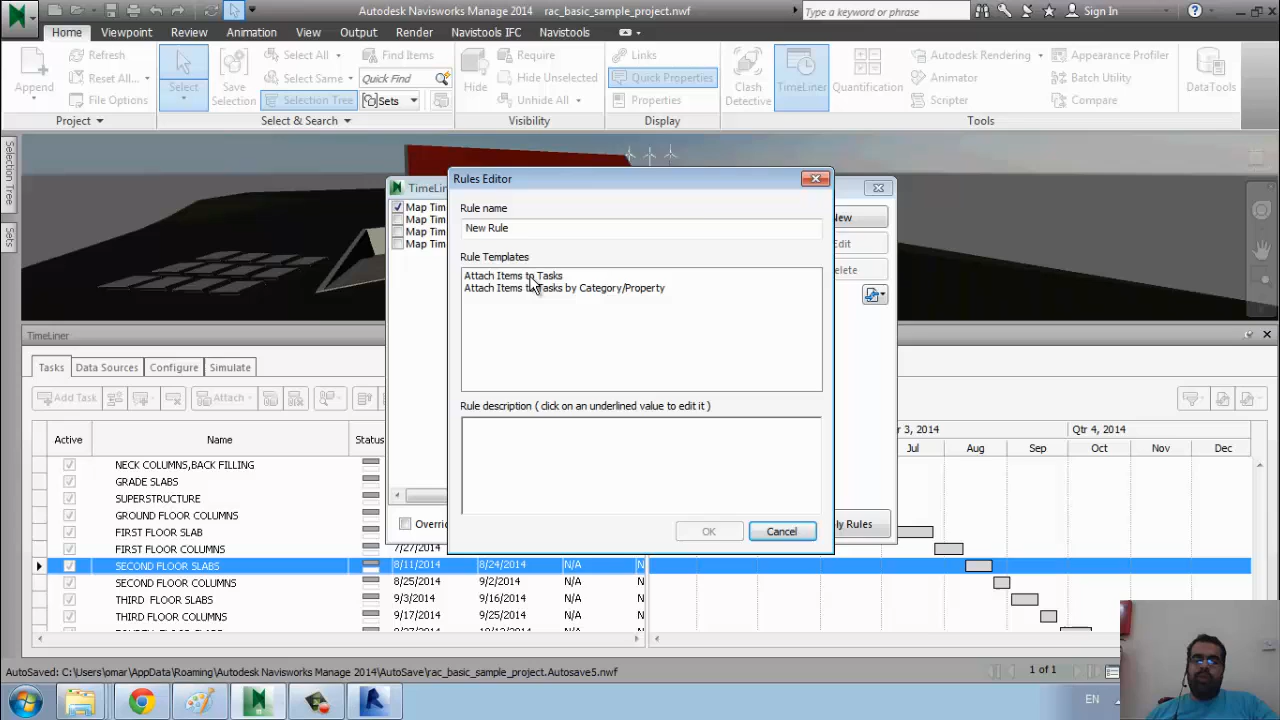 Autodesk Navisworks Manage 2014 rac_basic_sample_project.nwf
Type a keyword or phrase
Sign In
Home Viewpoint Review Animation View Output Render Navistools IFC Navistools
Append
Refresh
Reset All...
File Options
Project
Select
Save Selection
Select All
Select Same
Selection Tree
Find Items
Quick Find
Sets
Select & Search
Hide
Require
Hide Unselected
Unhide All
Visibility
Links
Quick Properties
Properties
Display
Clash Detective
TimeLiner
Quantification
Autodesk Rendering
Animator
Scripter
Appearance Profiler
Batch Utility
Compare
DataTools
Tools
Selection Tree
Sets
TimeLin
Map Tim
Map Tim
Map Tim
Map Tim
New
Edit
elete
Overri
ly Rules
Rules Editor
Rule name
New Rule
Rule Templates
Attach Items to Tasks
Attach Items to Tasks by Category/Property
Rule description ( click on an underlined value to edit it )
OK Cancel
TimeLiner
Tasks Data Sources Configure Simulate
Add Task
Attach
Active Name Status
r 3, 2014 Qtr 4, 2014
Jul Aug Sep Oct Nov Dec
NECK COLUMNS,BACK FILLING
GRADE SLABS
SUPERSTRUCTURE
GROUND FLOOR COLUMNS
FIRST FLOOR SLAB
FIRST FLOOR COLUMNS 7/27/2014
SECOND FLOOR SLABS 8/11/2014 8/24/2014 N/A N
SECOND FLOOR COLUMNS 8/25/2014 9/2/2014 N/A N
THIRD FLOOR SLABS 9/3/2014 9/16/2014 N/A N
THIRD FLOOR COLUMNS 9/17/2014 9/25/2014 N/A N
AutoSaved: C:\Users\omar\AppData\Roaming\Autodesk Navisworks Manage 2014\AutoSave\rac_basic_sample_project.Autosave5.nwf
1 of 1
EN